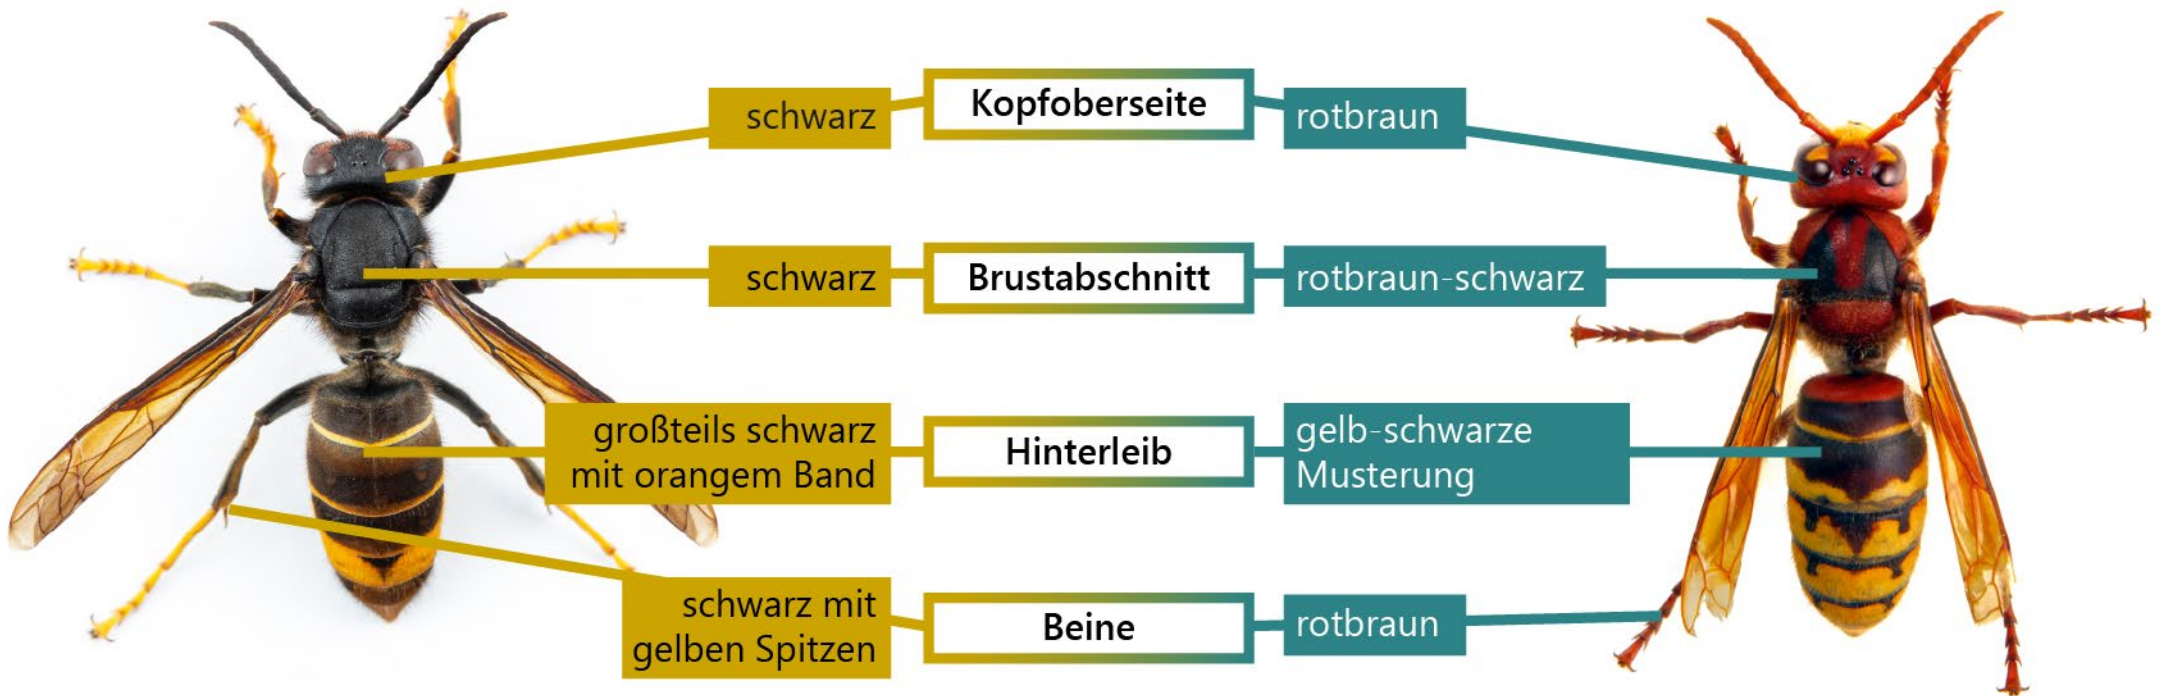 schwarz
Kopfoberseite
rotbraun
schwarz
Brustabschnitt
rotbraun-schwarz
großteils schwarz
mit orangem Band
Hinterleib
gelb-schwarze
Musterung
schwarz mit
gelben Spitzen
Beine
rotbraun